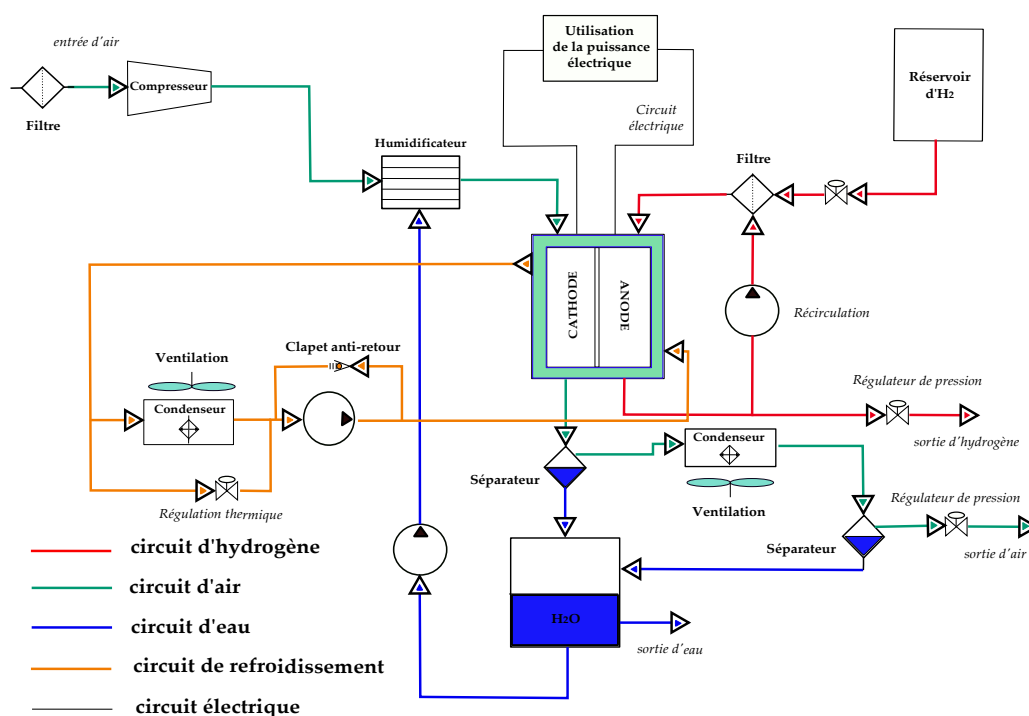 entrée d'air
Compresseur
Filtre
Utilisation
de la puissance
électrique
Circuit
électrique
Réservoir
d'H2
Humidificateur
Filtre
CATHODE
ANODE
Récirculation
Ventilation
Clapet anti-retour
Condenseur
Régulation thermique
Régulateur de pression
sortie d'hydrogène
Condenseur
Séparateur
Ventilation
Régulateur de pression
Séparateur
sortie d'air
H2O
sortie d'eau
circuit d'hydrogène
circuit d'air
circuit d'eau
circuit de refroidissement
circuit électrique